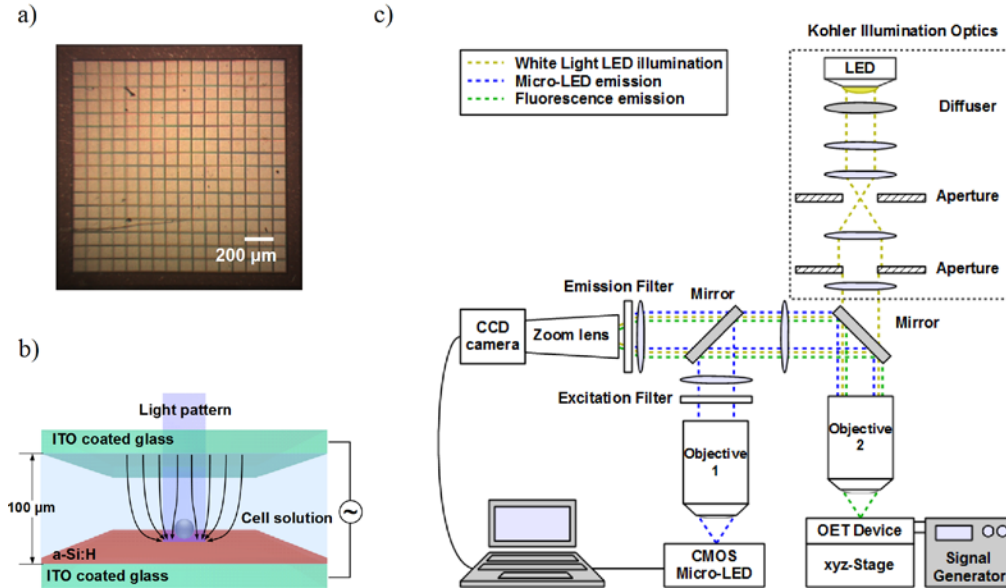 a)
200 µm
b)
Light pattern
ITO coated glass
100 µm
Cell solution
a-Si:H
ITO coated glass
~
c)
Kohler Illumination Optics
White Light LED illumination
Micro-LED emission
Fluorescence emission
LED
Diffuser
Aperture
Aperture
Emission Filter
Mirror
Mirror
CCD
camera
Zoom lens
Excitation Filter
Objective
1
Objective
2
CMOS
Micro-LED
OET Device
xyz-Stage
Signal
Generator